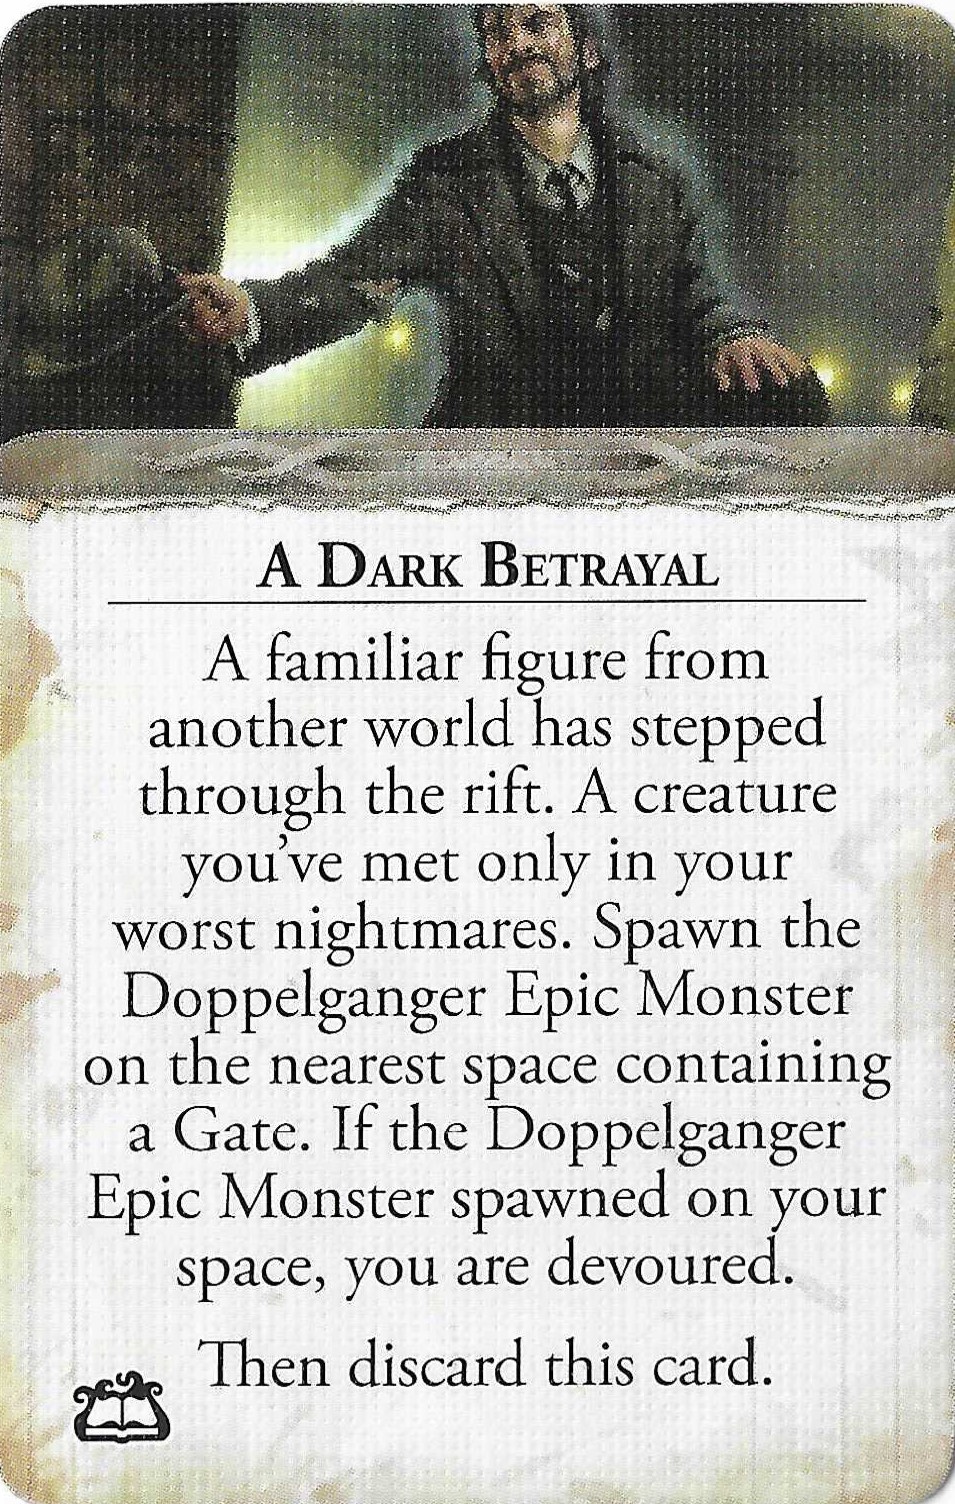 A Dark Betrayal
A familiar figure from
another world has stepped
through the rift. A creature
you've met only in your
worst nightmares. Spawn the
Doppelganger Epic Monster
on the nearest space containing
a Gate. If the Doppelganger
Epic Monster spawned on your
space, you are devoured.
Then discard this card.